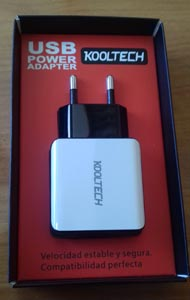 USB
POWER
ADAPTER
KOOLTECH
KOOLTECH
Velocidad estable y segura.
Compatibilidad perfecta